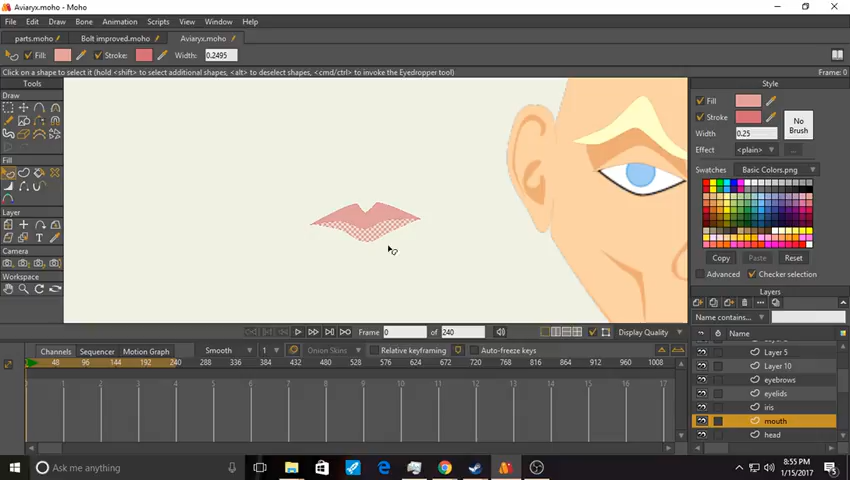 Aviaryx.moho - Moho
File Edit Draw Bone Animation Scripts View Window Help
parts.moho Bolt improved.moho Aviaryx.moho
Fill: Stroke: Width: 0.2495
Click on a shape to select it (hold <shift> to select additional shapes, <alt> to deselect shapes, <cmd/ctrl> to invoke the Eyedropper tool) Frame: 0
Tools
Draw
Fill
Layer
Camera
Workspace
Style
Fill
Stroke
No Brush
Width 0.25
Effect <plain> ...
Swatches Basic Colors.png
Copy Paste Reset
Advanced Checker selection
Layers
Name contains...
Name
Layer 5
Layer 10
eyebrows
eyelids
iris
mouth
head
Frame 0 of 240 Display Quality
Channels Sequencer Motion Graph Smooth 1 Onion Skins Relative keyframing Auto-freeze keys
48 96 144 192 240 288 336 384 432 480 528 576 624 672 720 768 816 864 912 960 1008
1 2 3 4 5 6 7 8 9 10 11 12 13 14 15 16 17
Ask me anything
8:55 PM
1/15/2017